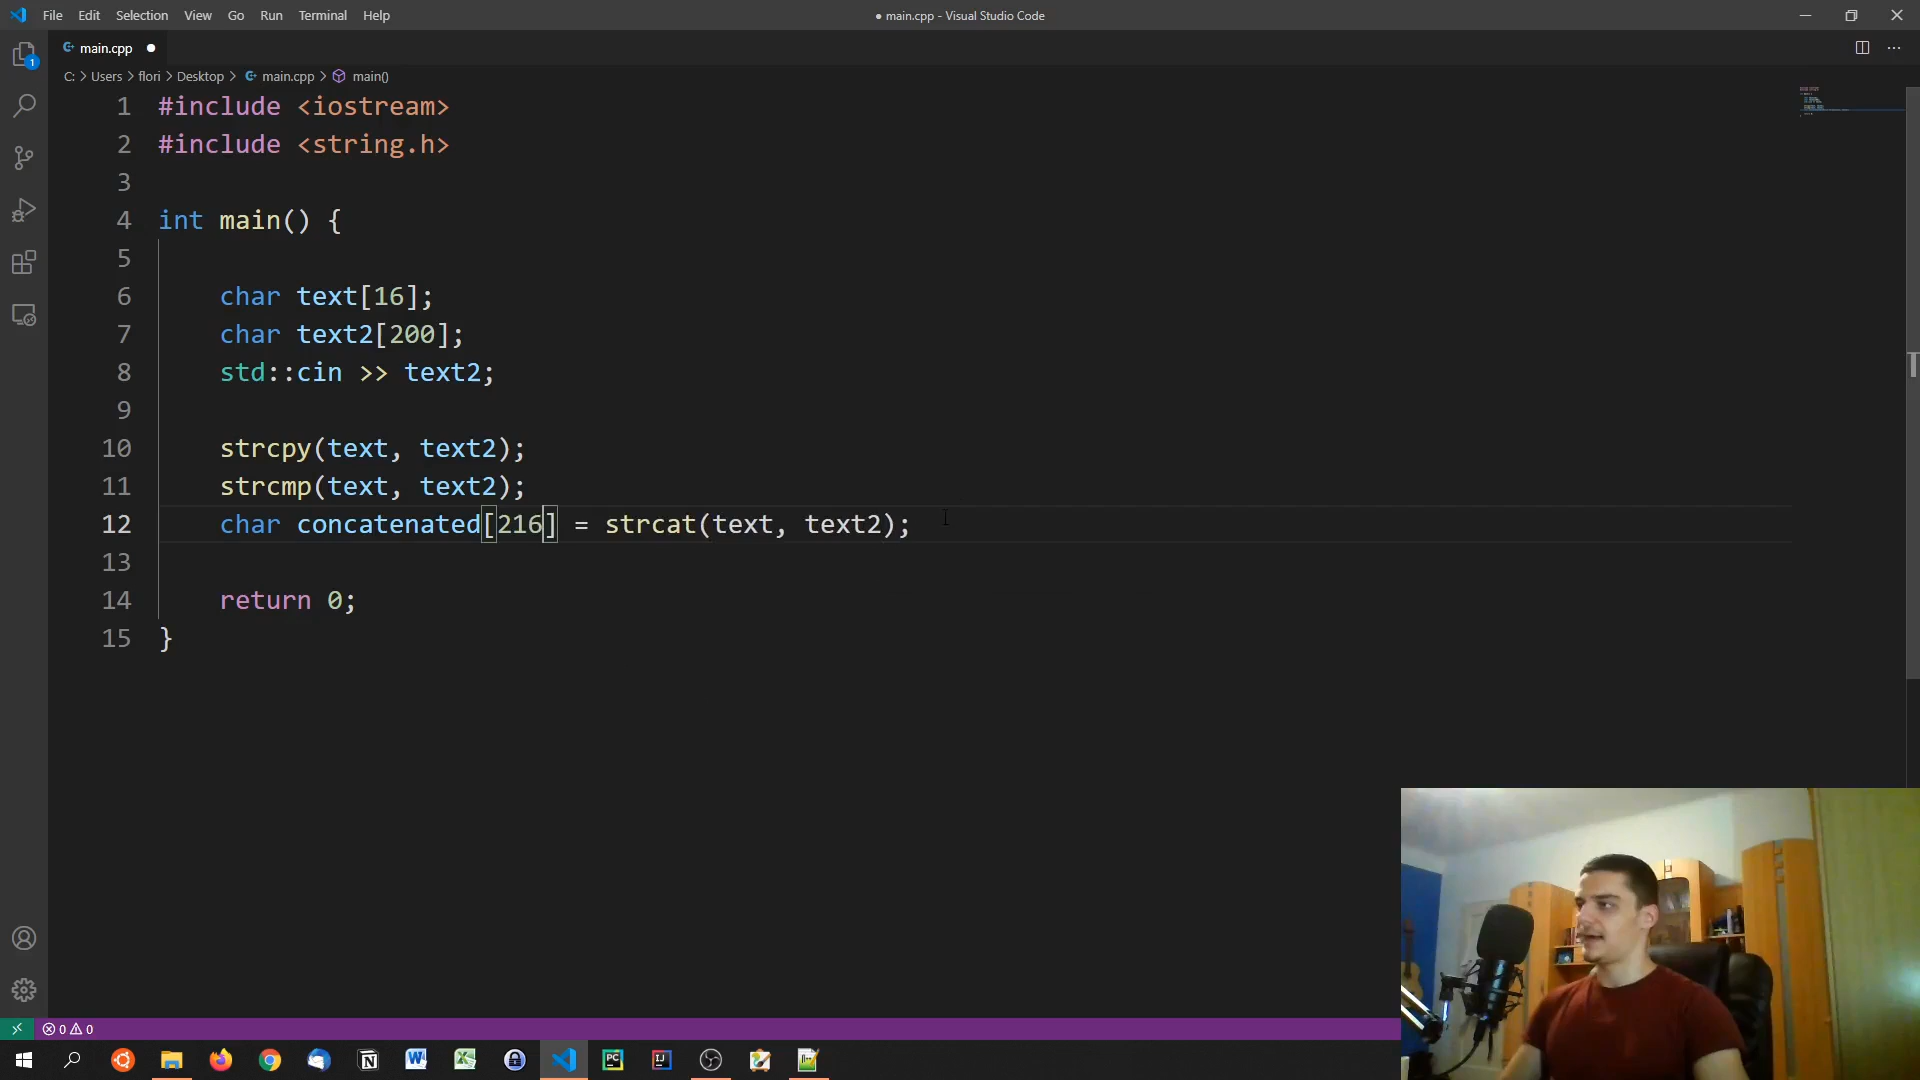 File Edit Selection View Go Run Terminal Help
● main.cpp - Visual Studio Code
main.cpp ●
C: > Users > flori > Desktop > main.cpp > main()
1 #include <iostream>
2 #include <string.h>
3
4 int main() {
5
6 char text[16];
7 char text2[200];
8 std::cin >> text2;
9
10 strcpy(text, text2);
11 strcmp(text, text2);
12 char concatenated[216] = strcat(text, text2);
13
14 return 0;
15 }
1
0 0
N W X PC IJ